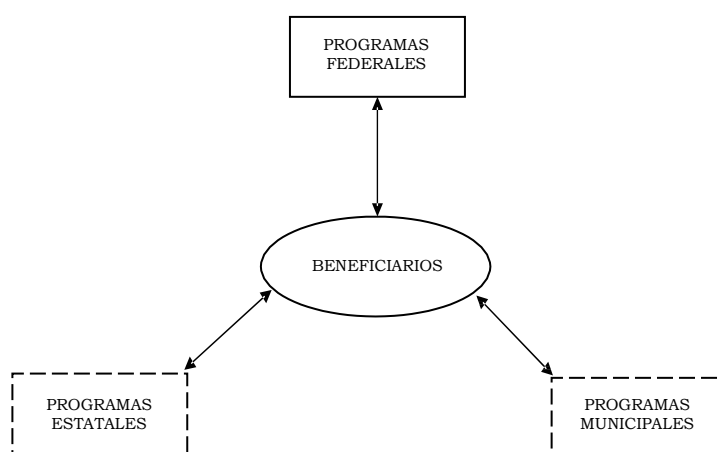 PROGRAMAS
FEDERALES
BENEFICIARIOS
PROGRAMAS
ESTATALES
PROGRAMAS
MUNICIPALES